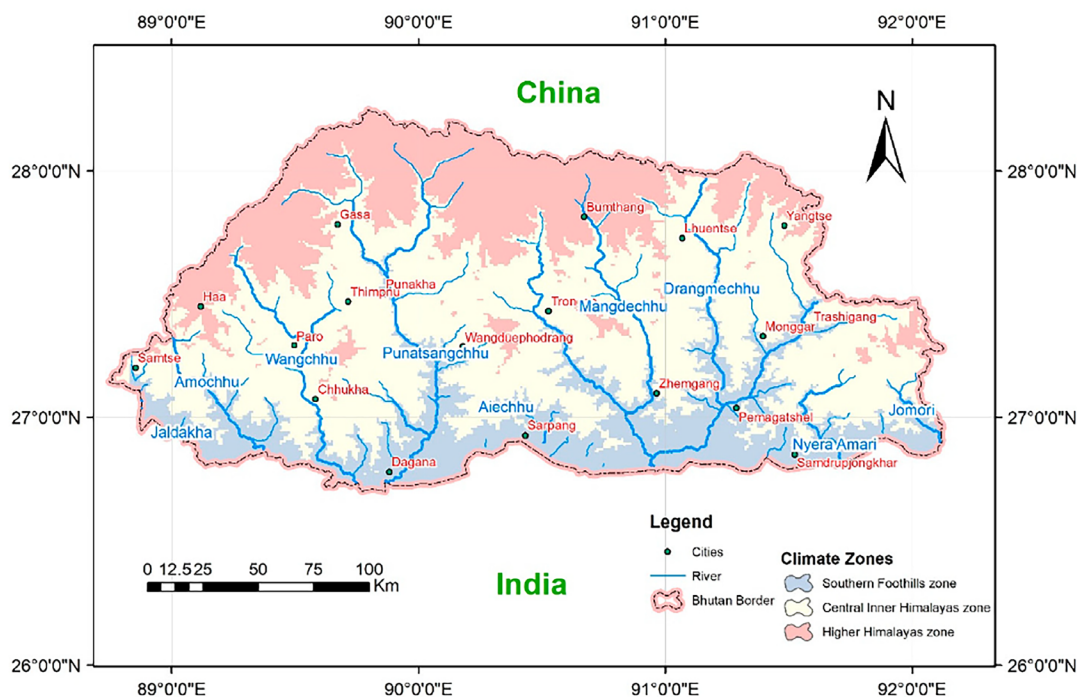 89°0'0"E 90°0'0"E 91°0'0"E 92°0'0"E
China
N
28°0'0"N 28°0'0"N
Bumthang
Gasa
Yangtse
Lhuentse
Punakha
Thimphu
Drangmechhu
Haa
Tron
Mangdechhu
Trashigang
Monggar
Paro
Wangduephodrang
Samtse
Wangchhu
Punatsangchhu
Amochhu
Zhemgang
Chhukha
Aiechhu
27°0'0"N 27°0'0"N
Pemagatshel
Jomori
Jaldakha
Sarpang
Nyera Amari
Dagana
Samdrupjongkhar
Legend
Cities
River
Bhutan Border
Climate Zones
Southern Foothills zone
Central Inner Himalayas zone
Higher Himalayas zone
0 12.5 25 50 75 100
Km
India
26°0'0"N 26°0'0"N
89°0'0"E 90°0'0"E 91°0'0"E 92°0'0"E